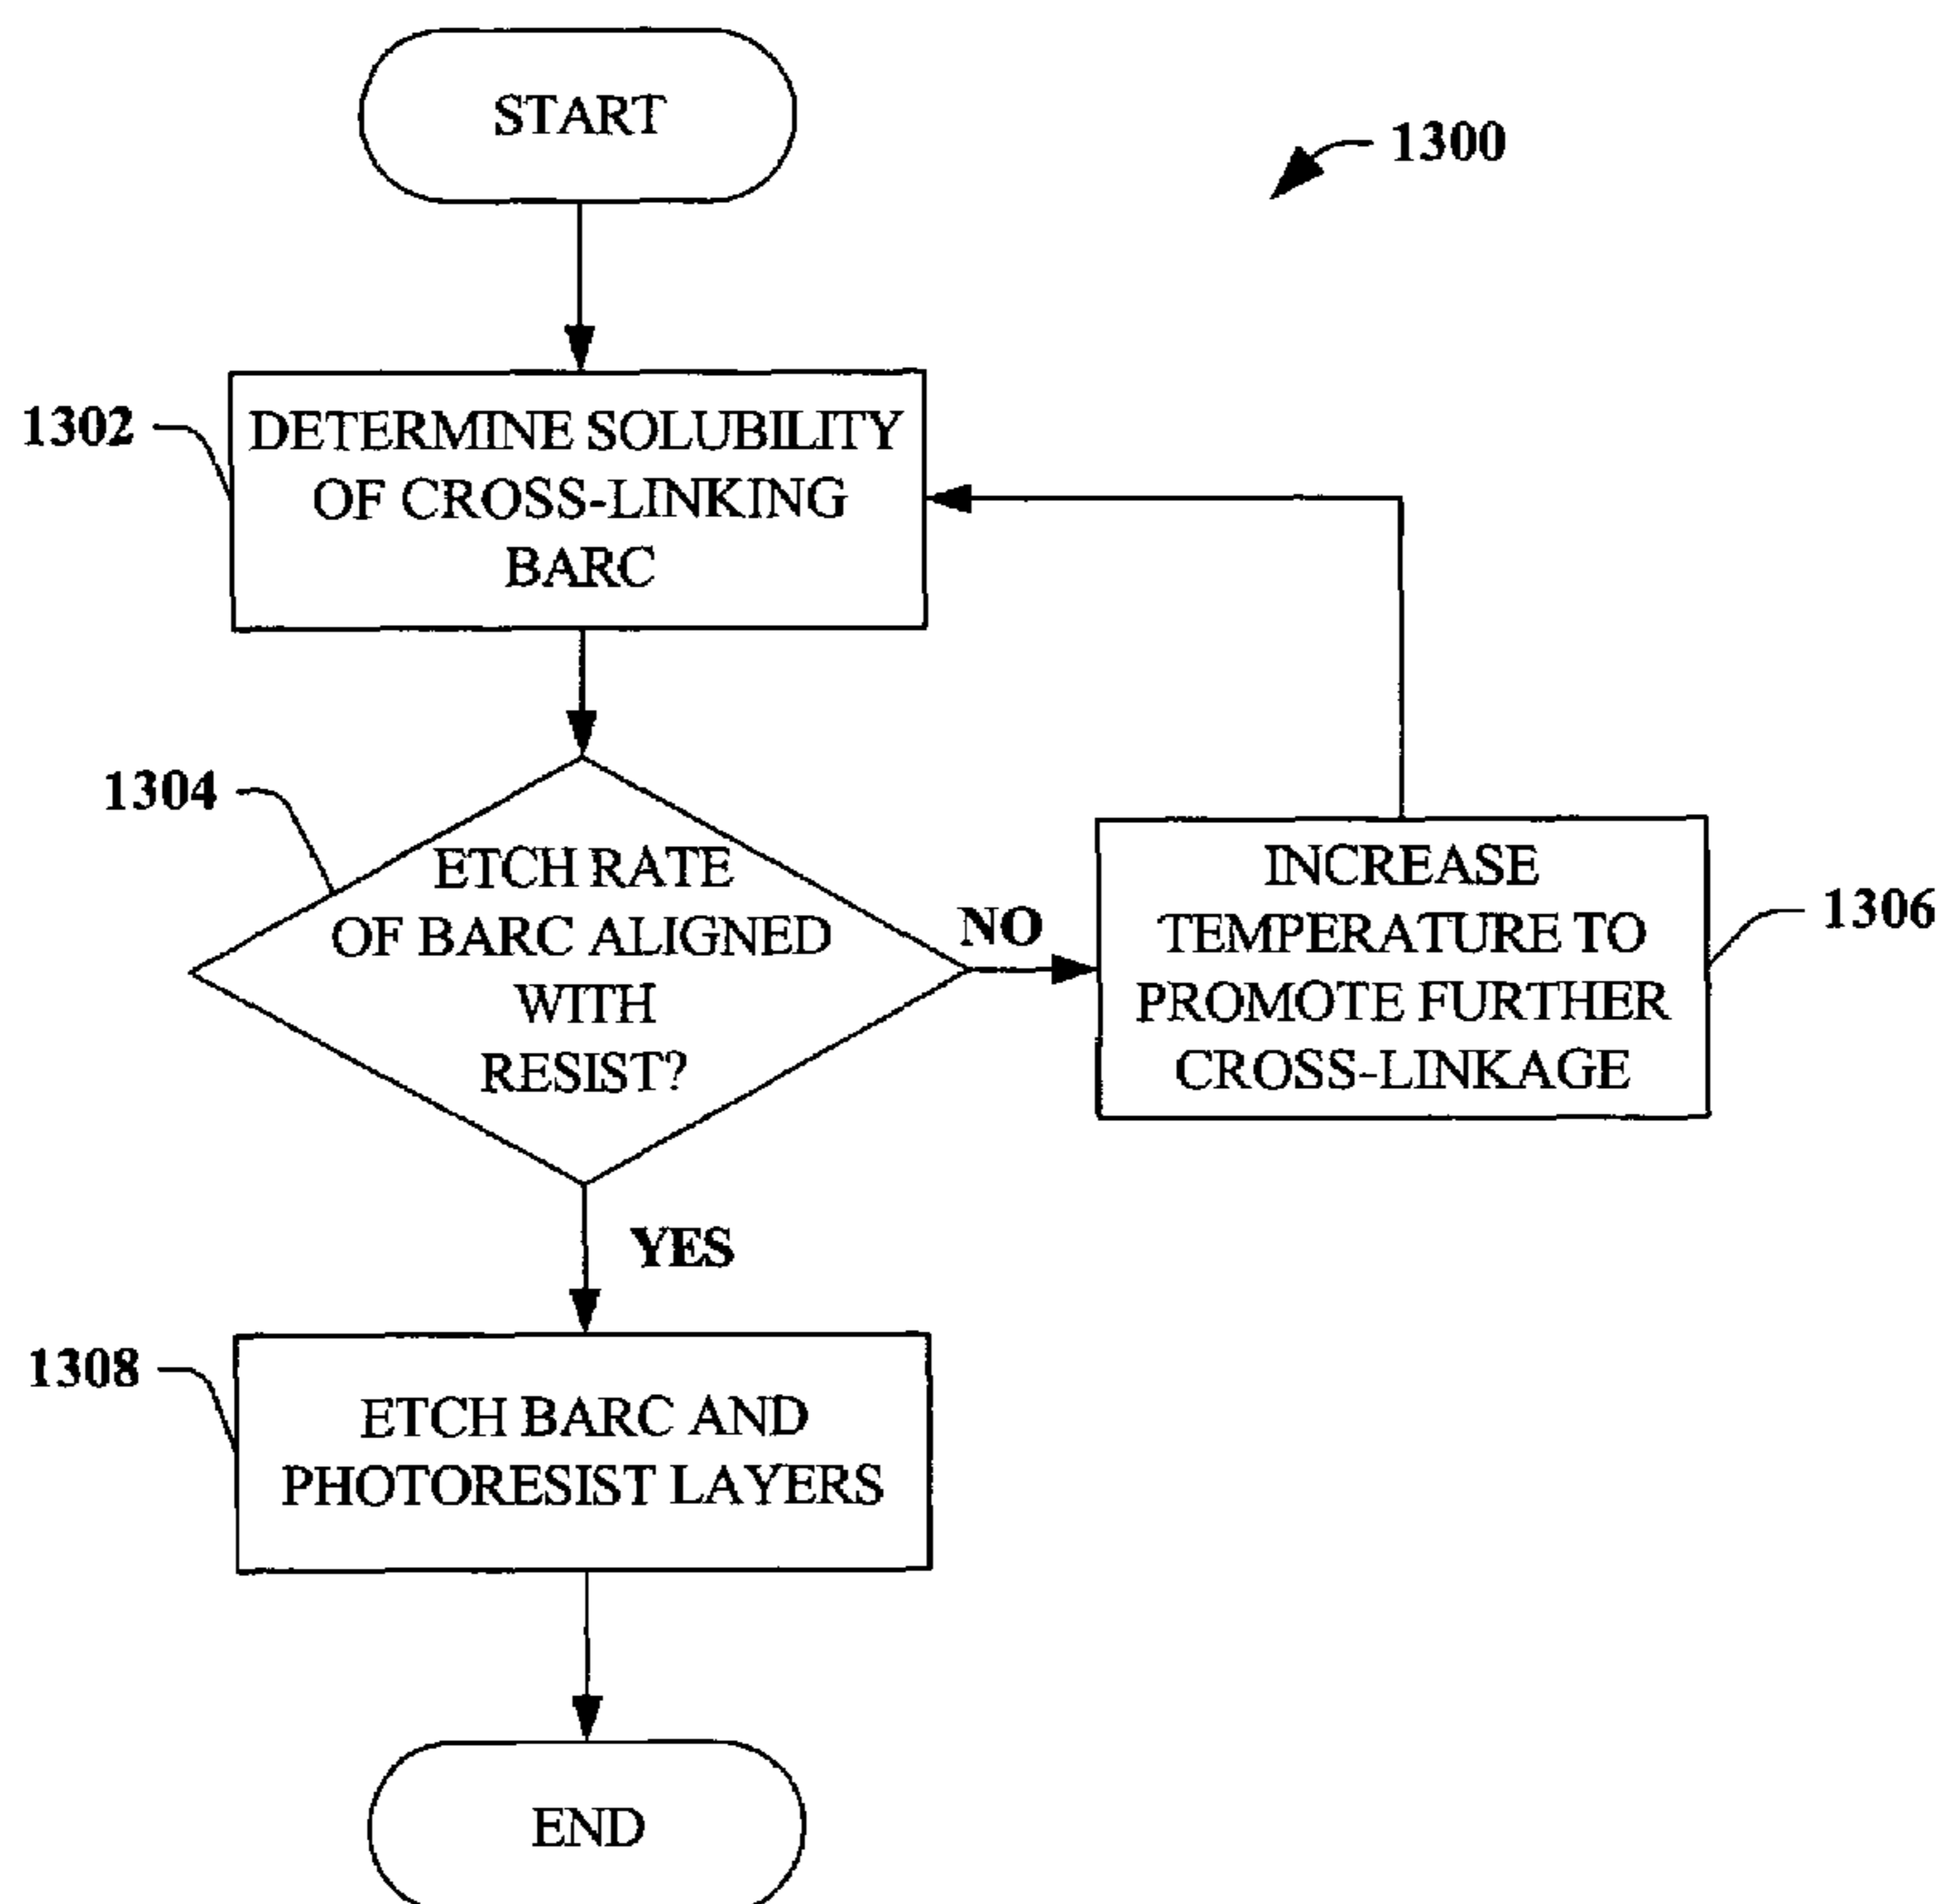 START
1300
1302
DETERMINE SOLUBILITY
OF CROSS-LINKING
BARC
1304
ETCH RATE
OF BARC ALIGNED
WITH
RESIST?
NO
INCREASE
TEMPERATURE TO
PROMOTE FURTHER
CROSS-LINKAGE
1306
YES
1308
ETCH BARC AND
PHOTORESIST LAYERS
END